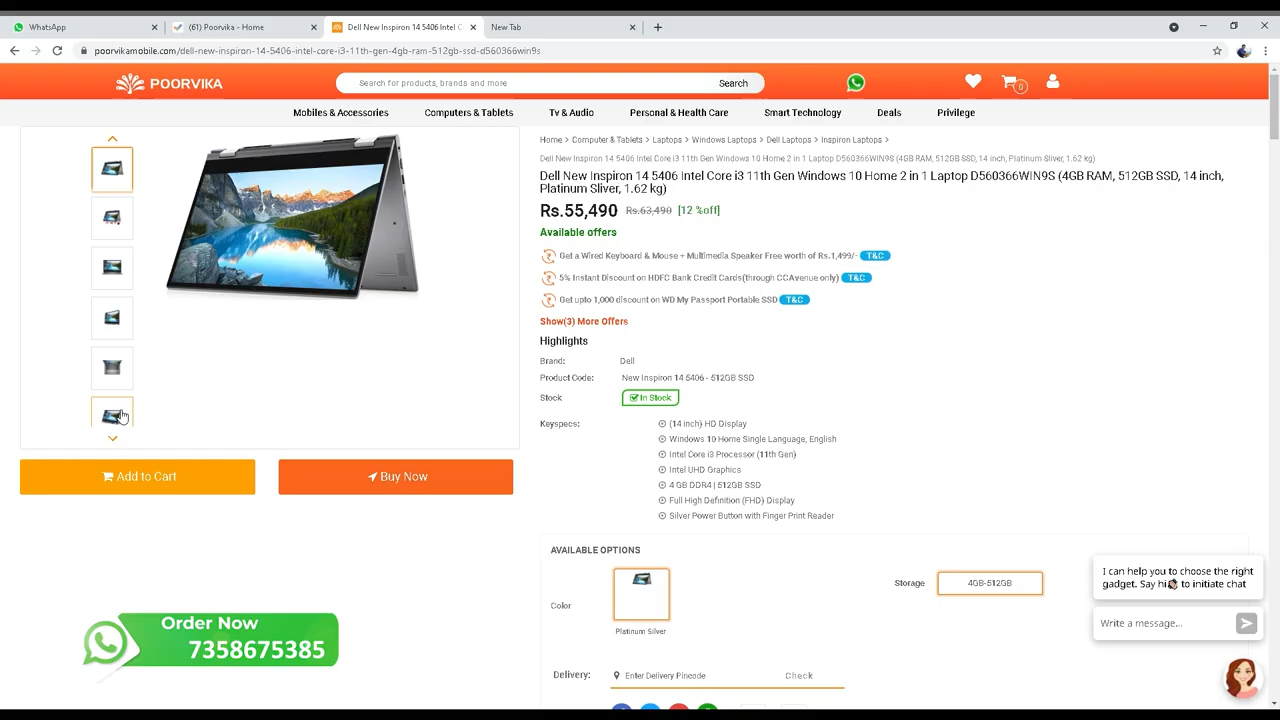 WhatsApp
(61) Poorvika - Home
Dell New Inspiron 14 5406 Intel C
New Tab
poorvikamobile.com/dell-new-inspiron-14-5406-intel-core-i3-11th-gen-4gb-ram-512gb-ssd-d560366win9s
POORVIKA
Search for products, brands and more
Search
0
Mobiles & Accessories Computers & Tablets Tv & Audio Personal & Health Care Smart Technology Deals Privilege
Home > Computer & Tablets > Laptops > Windows Laptops > Dell Laptops > Inspiron Laptops >
Dell New Inspiron 14 5406 Intel Core i3 11th Gen Windows 10 Home 2 in 1 Laptop D560366WIN9S (4GB RAM, 512GB SSD, 14 inch, Platinum Sliver, 1.62 kg)
Dell New Inspiron 14 5406 Intel Core i3 11th Gen Windows 10 Home 2 in 1 Laptop D560366WIN9S (4GB RAM, 512GB SSD, 14 inch,
Platinum Sliver, 1.62 kg)
Rs.55,490 Rs.63,490 [12 %off]
Available offers
Get a Wired Keyboard & Mouse + Multimedia Speaker Free worth of Rs.1,499/- T&C
5% Instant Discount on HDFC Bank Credit Cards(through CCAvenue only) T&C
Get upto 1,000 discount on WD My Passport Portable SSD T&C
Show(3) More Offers
Highlights
Brand: Dell
Product Code: New Inspiron 14 5406 - 512GB SSD
Stock In Stock
Keyspecs: (14 inch) HD Display
Windows 10 Home Single Language, English
Intel Core i3 Processor (11th Gen)
Intel UHD Graphics
4 GB DDR4 | 512GB SSD
Full High Definition (FHD) Display
Silver Power Button with Finger Print Reader
Add to Cart
Buy Now
AVAILABLE OPTIONS
Color
Platinum Silver
Storage 4GB-512GB
Delivery: Enter Delivery Pincode Check
I can help you to choose the right
gadget. Say hi to initiate chat
Write a message...
Order Now
7358675385